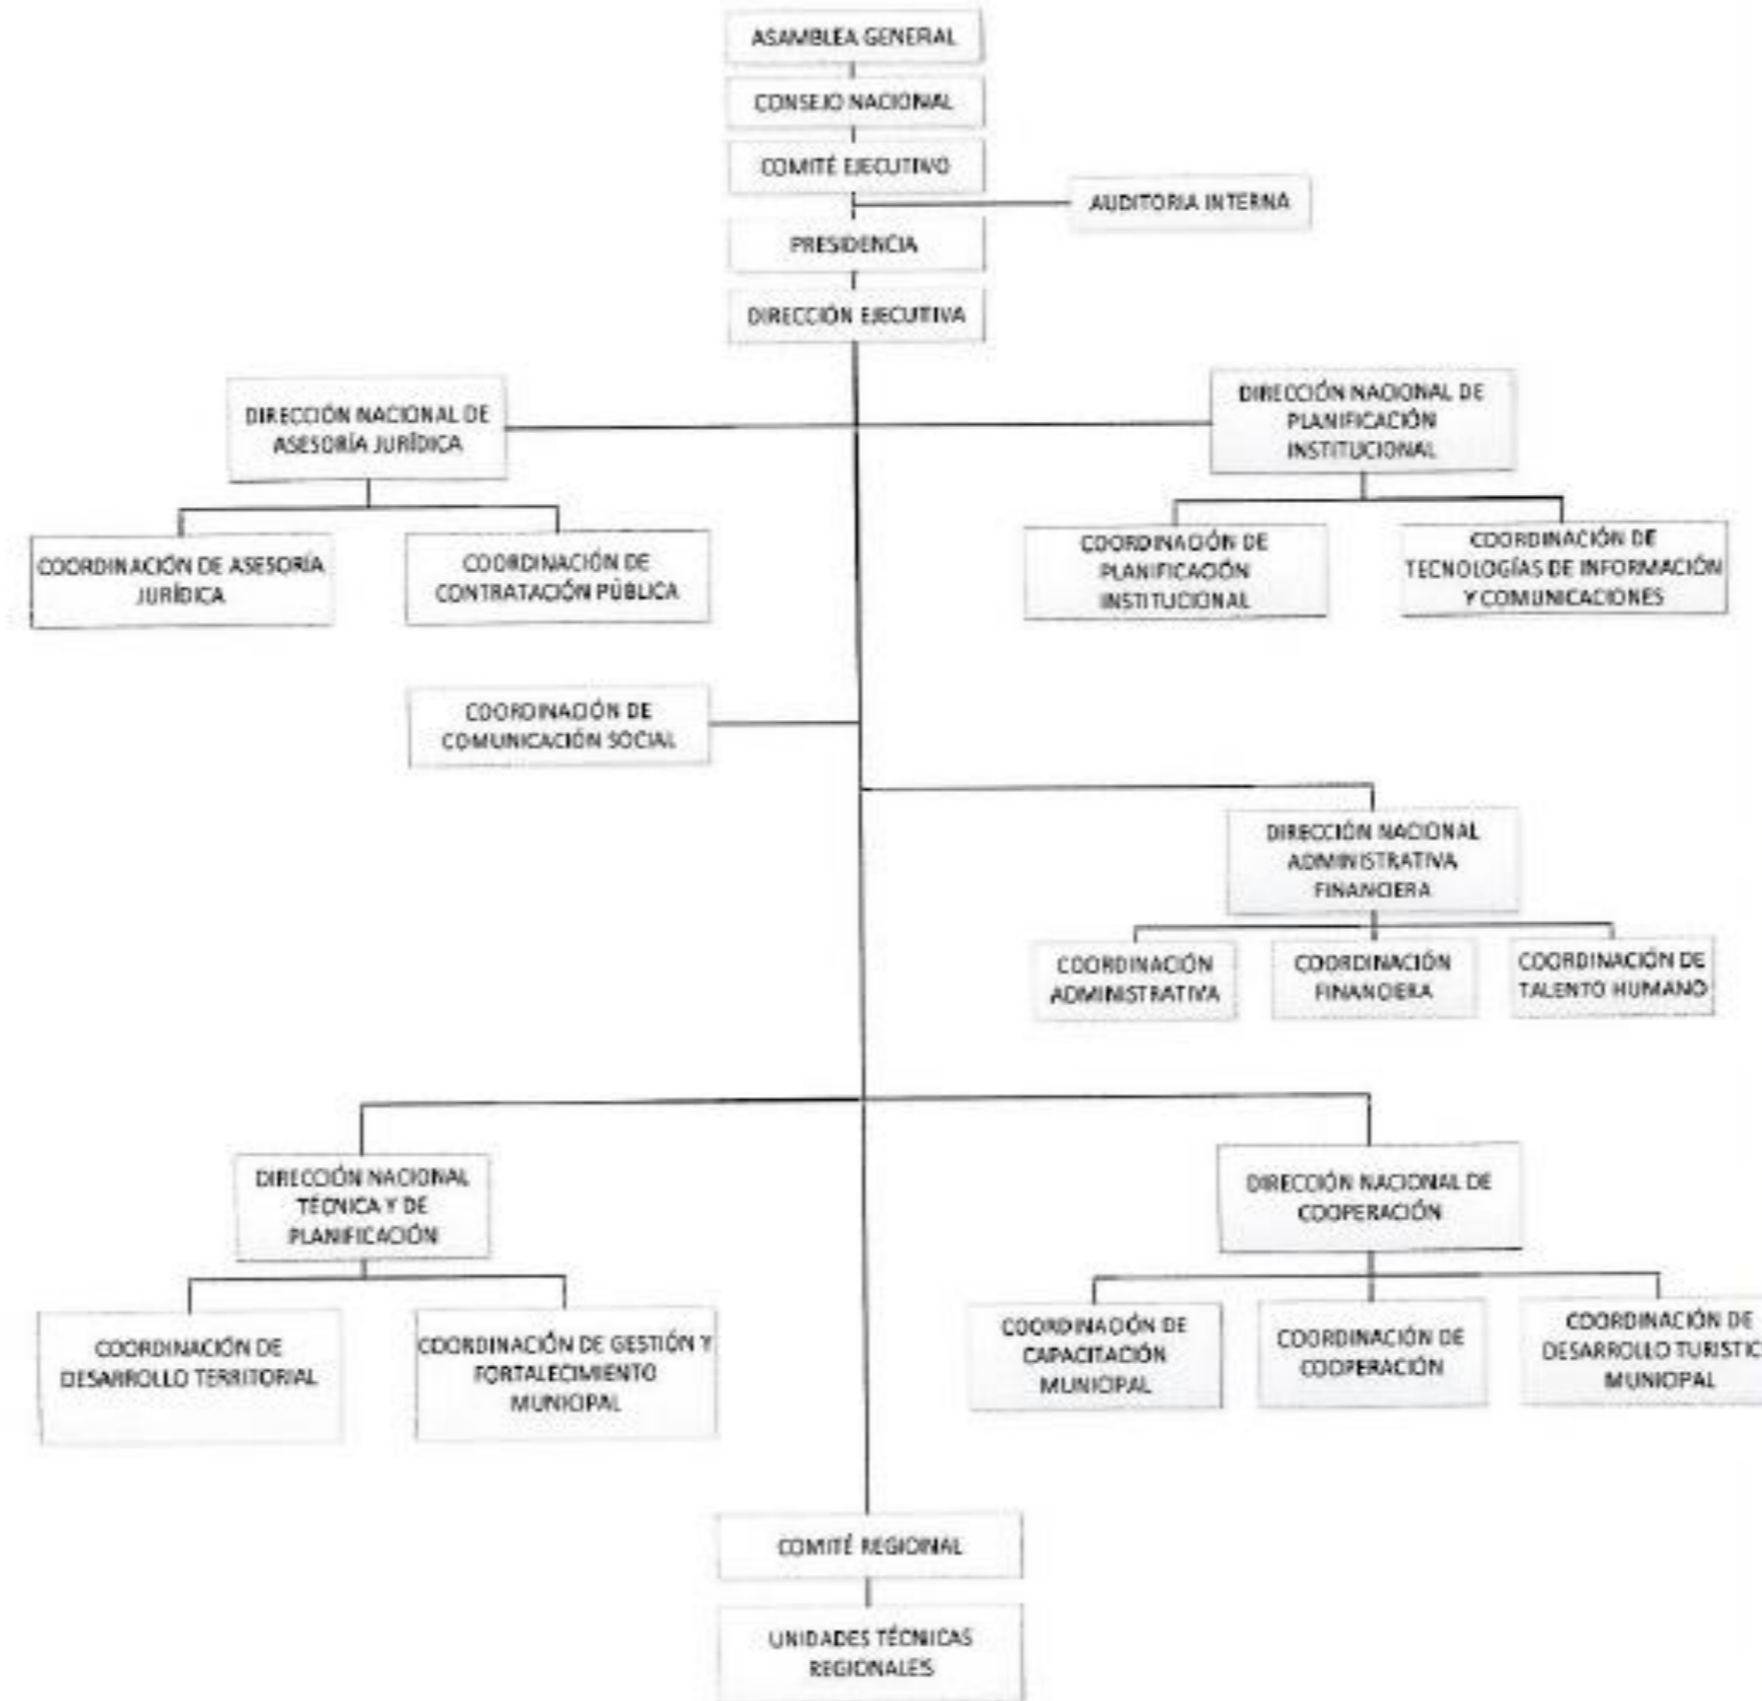 ASAMBLEA GENERAL
CONSEJO NACIONAL
COMITÉ EJECUTIVO
AUDITORIA INTERNA
PRESIDENCIA
DIRECCIÓN EJECUTIVA
DIRECCIÓN NACIONAL DE
ASESORÍA JURÍDICA
DIRECCIÓN NACIONAL DE
PLANIFICACIÓN
INSTITUCIONAL
COORDINACIÓN DE ASESORÍA
JURÍDICA
COORDINACIÓN DE
CONTRATACIÓN PÚBLICA
COORDINACIÓN DE
PLANIFICACIÓN
INSTITUCIONAL
COORDINACIÓN DE
TECNOLOGÍAS DE INFORMACIÓN
Y COMUNICACIONES
COORDINACIÓN DE
COMUNICACIÓN SOCIAL
DIRECCIÓN NACIONAL
ADMINISTRATIVA
FINANCIERA
COORDINACIÓN
ADMINISTRATIVA
COORDINACIÓN
FINANCIERA
COORDINACIÓN DE
TALENTO HUMANO
DIRECCIÓN NACIONAL
TÉCNICA Y DE
PLANIFICACIÓN
DIRECCIÓN NACIONAL DE
COOPERACIÓN
COORDINACIÓN DE
DESARROLLO TERRITORIAL
COORDINACIÓN DE GESTIÓN Y
FORTALECIMIENTO
MUNICIPAL
COORDINACIÓN DE
CAPACITACIÓN
MUNICIPAL
COORDINACIÓN DE
COOPERACIÓN
COORDINACIÓN DE
DESARROLLO TURISTIC
MUNICIPAL
COMITÉ REGIONAL
UNIDADES TÉCNICAS
REGIONALES